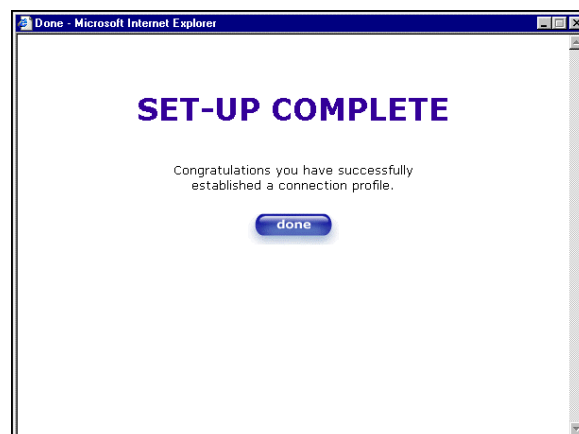 Done - Microsoft Internet Explorer
SET-UP COMPLETE
Congratulations you have successfully
established a connection profile.
done